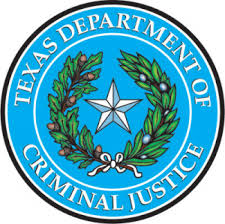 TEXAS DEPARTMENT OF
CRIMINAL JUSTICE